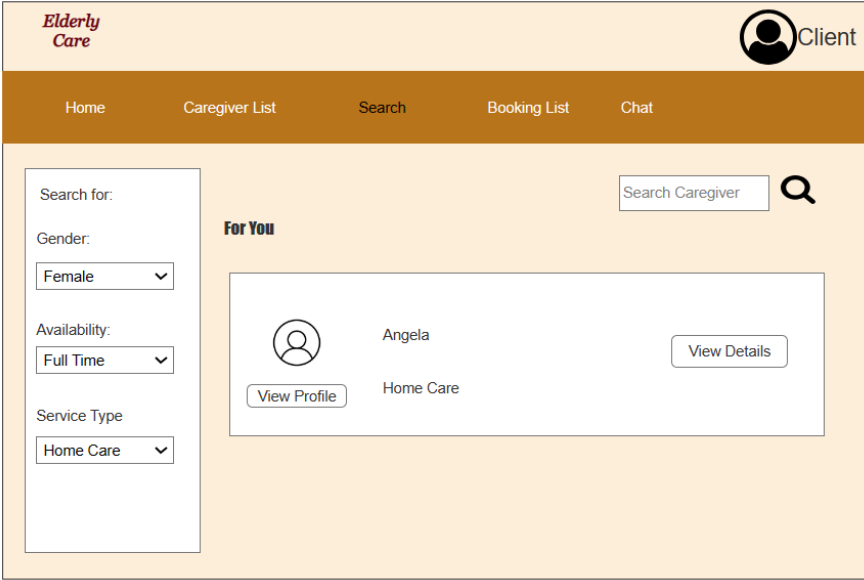 Elderly
Care
Client
Home Caregiver List Search Booking List Chat
Search for:
Gender:
Female
Availability:
Full Time
Service Type
Home Care
Search Caregiver
For You
Angela
Home Care
View Profile
View Details